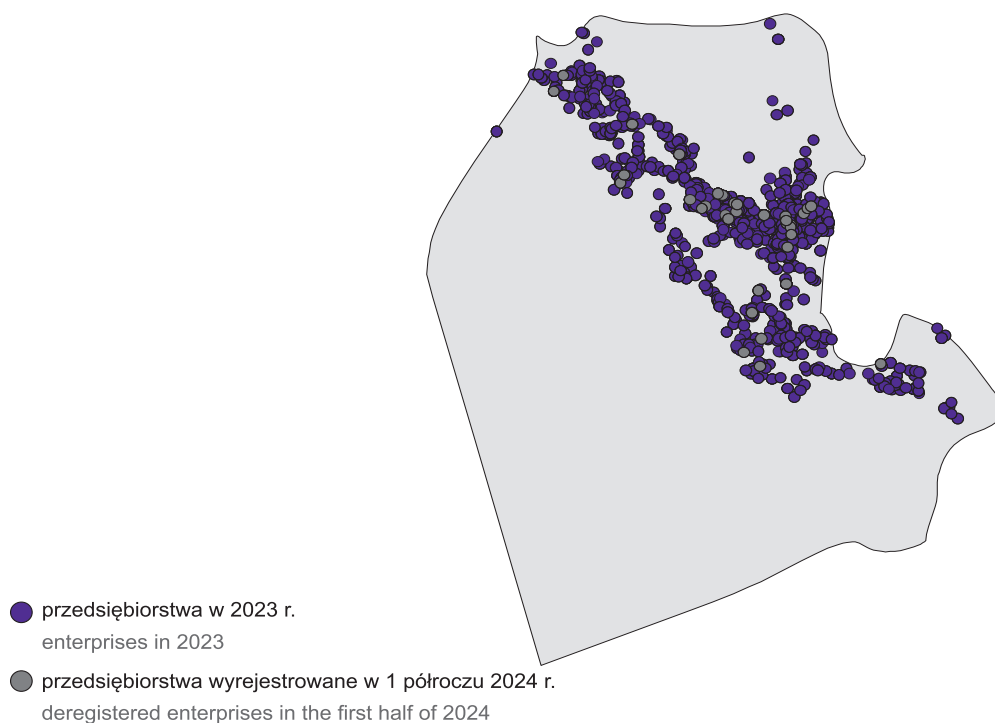 przedsiębiorstwa w 2023 r.
enterprises in 2023
przedsiębiorstwa wyrejestrowane w 1 półroczu 2024 r.
deregistered enterprises in the first half of 2024